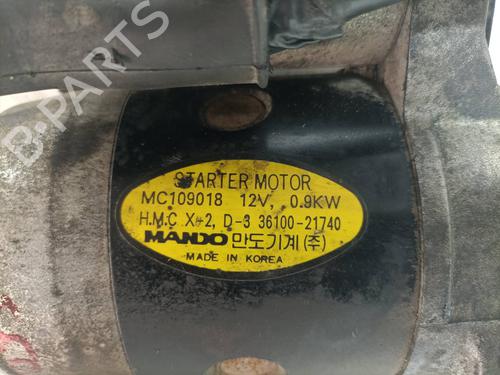 B-PARTS
STARTER MOTOR
MC109018 12V, 0.9KW
H.M.C X-2, D-3 36100-21740
MANDO 만도기계(주)
MADE IN KOREA
B-PARTS